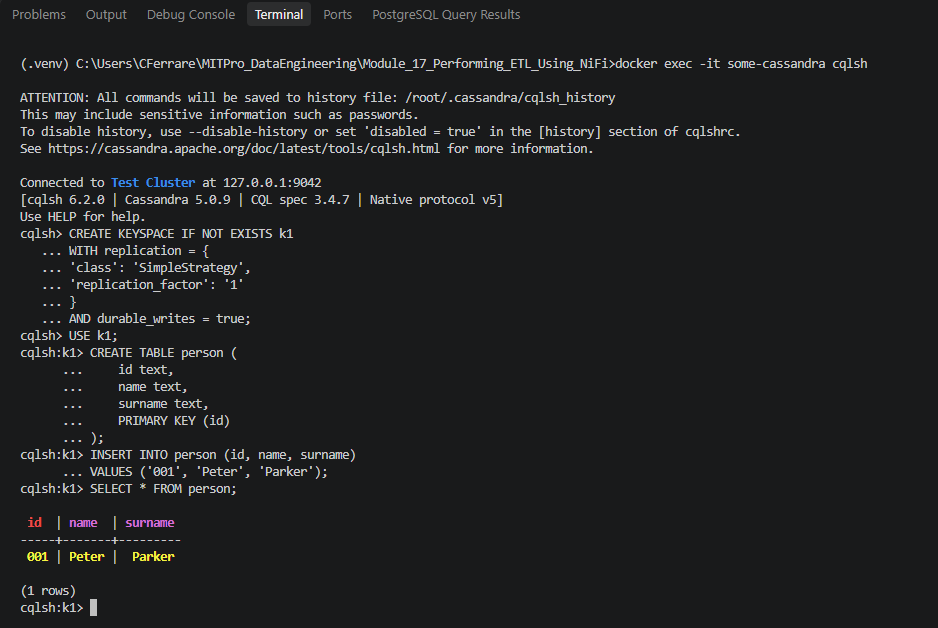 Problems Output Debug Console Terminal Ports PostgreSQL Query Results
(.venv) C:\Users\CFerrare\MITPro_DataEngineering\Module_17_Performing_ETL_Using_NiFi>docker exec -it some-cassandra cqlsh
ATTENTION: All commands will be saved to history file: /root/.cassandra/cqlsh_history
This may include sensitive information such as passwords.
To disable history, use --disable-history or set 'disabled = true' in the [history] section of cqlshrc.
See https://cassandra.apache.org/doc/latest/tools/cqlsh.html for more information.
Connected to Test Cluster at 127.0.0.1:9042
[cqlsh 6.2.0 | Cassandra 5.0.9 | CQL spec 3.4.7 | Native protocol v5]
Use HELP for help.
cqlsh> CREATE KEYSPACE IF NOT EXISTS k1
   ... WITH replication = {
   ... 'class': 'SimpleStrategy',
   ... 'replication_factor': '1'
   ... }
   ... AND durable_writes = true;
cqlsh> USE k1;
cqlsh:k1> CREATE TABLE person (
      ...     id text,
      ...     name text,
      ...     surname text,
      ...     PRIMARY KEY (id)
      ... );
cqlsh:k1> INSERT INTO person (id, name, surname)
      ... VALUES ('001', 'Peter', 'Parker');
cqlsh:k1> SELECT * FROM person;
 id  | name  | surname
-----+-------+---------
 001 | Peter |  Parker
(1 rows)
cqlsh:k1>